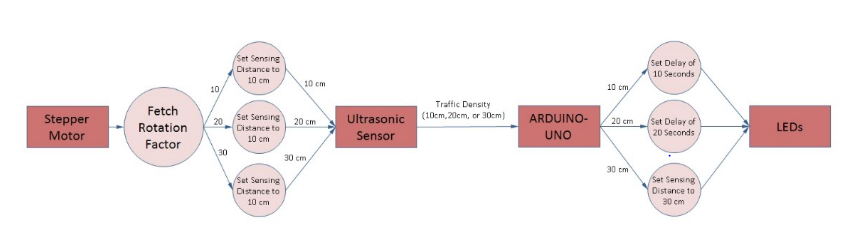 Stepper
Motor
Fetch
Rotation
Factor
10
20
30
Set Sensing
Distance to
10 cm
Set Sensing
Distance to
10 cm
Set Sensing
Distance to
10 cm
10 cm
20 cm
30 cm
Ultrasonic
Sensor
Traffic Density
(10cm,20cm, or 30cm)
ARDUINO-
UNO
10 cm
20 cm
30 cm
Set Delay of
10 Seconds
Set Delay of
20 Seconds
Set Sensing
Distance to
30 cm
LEDs